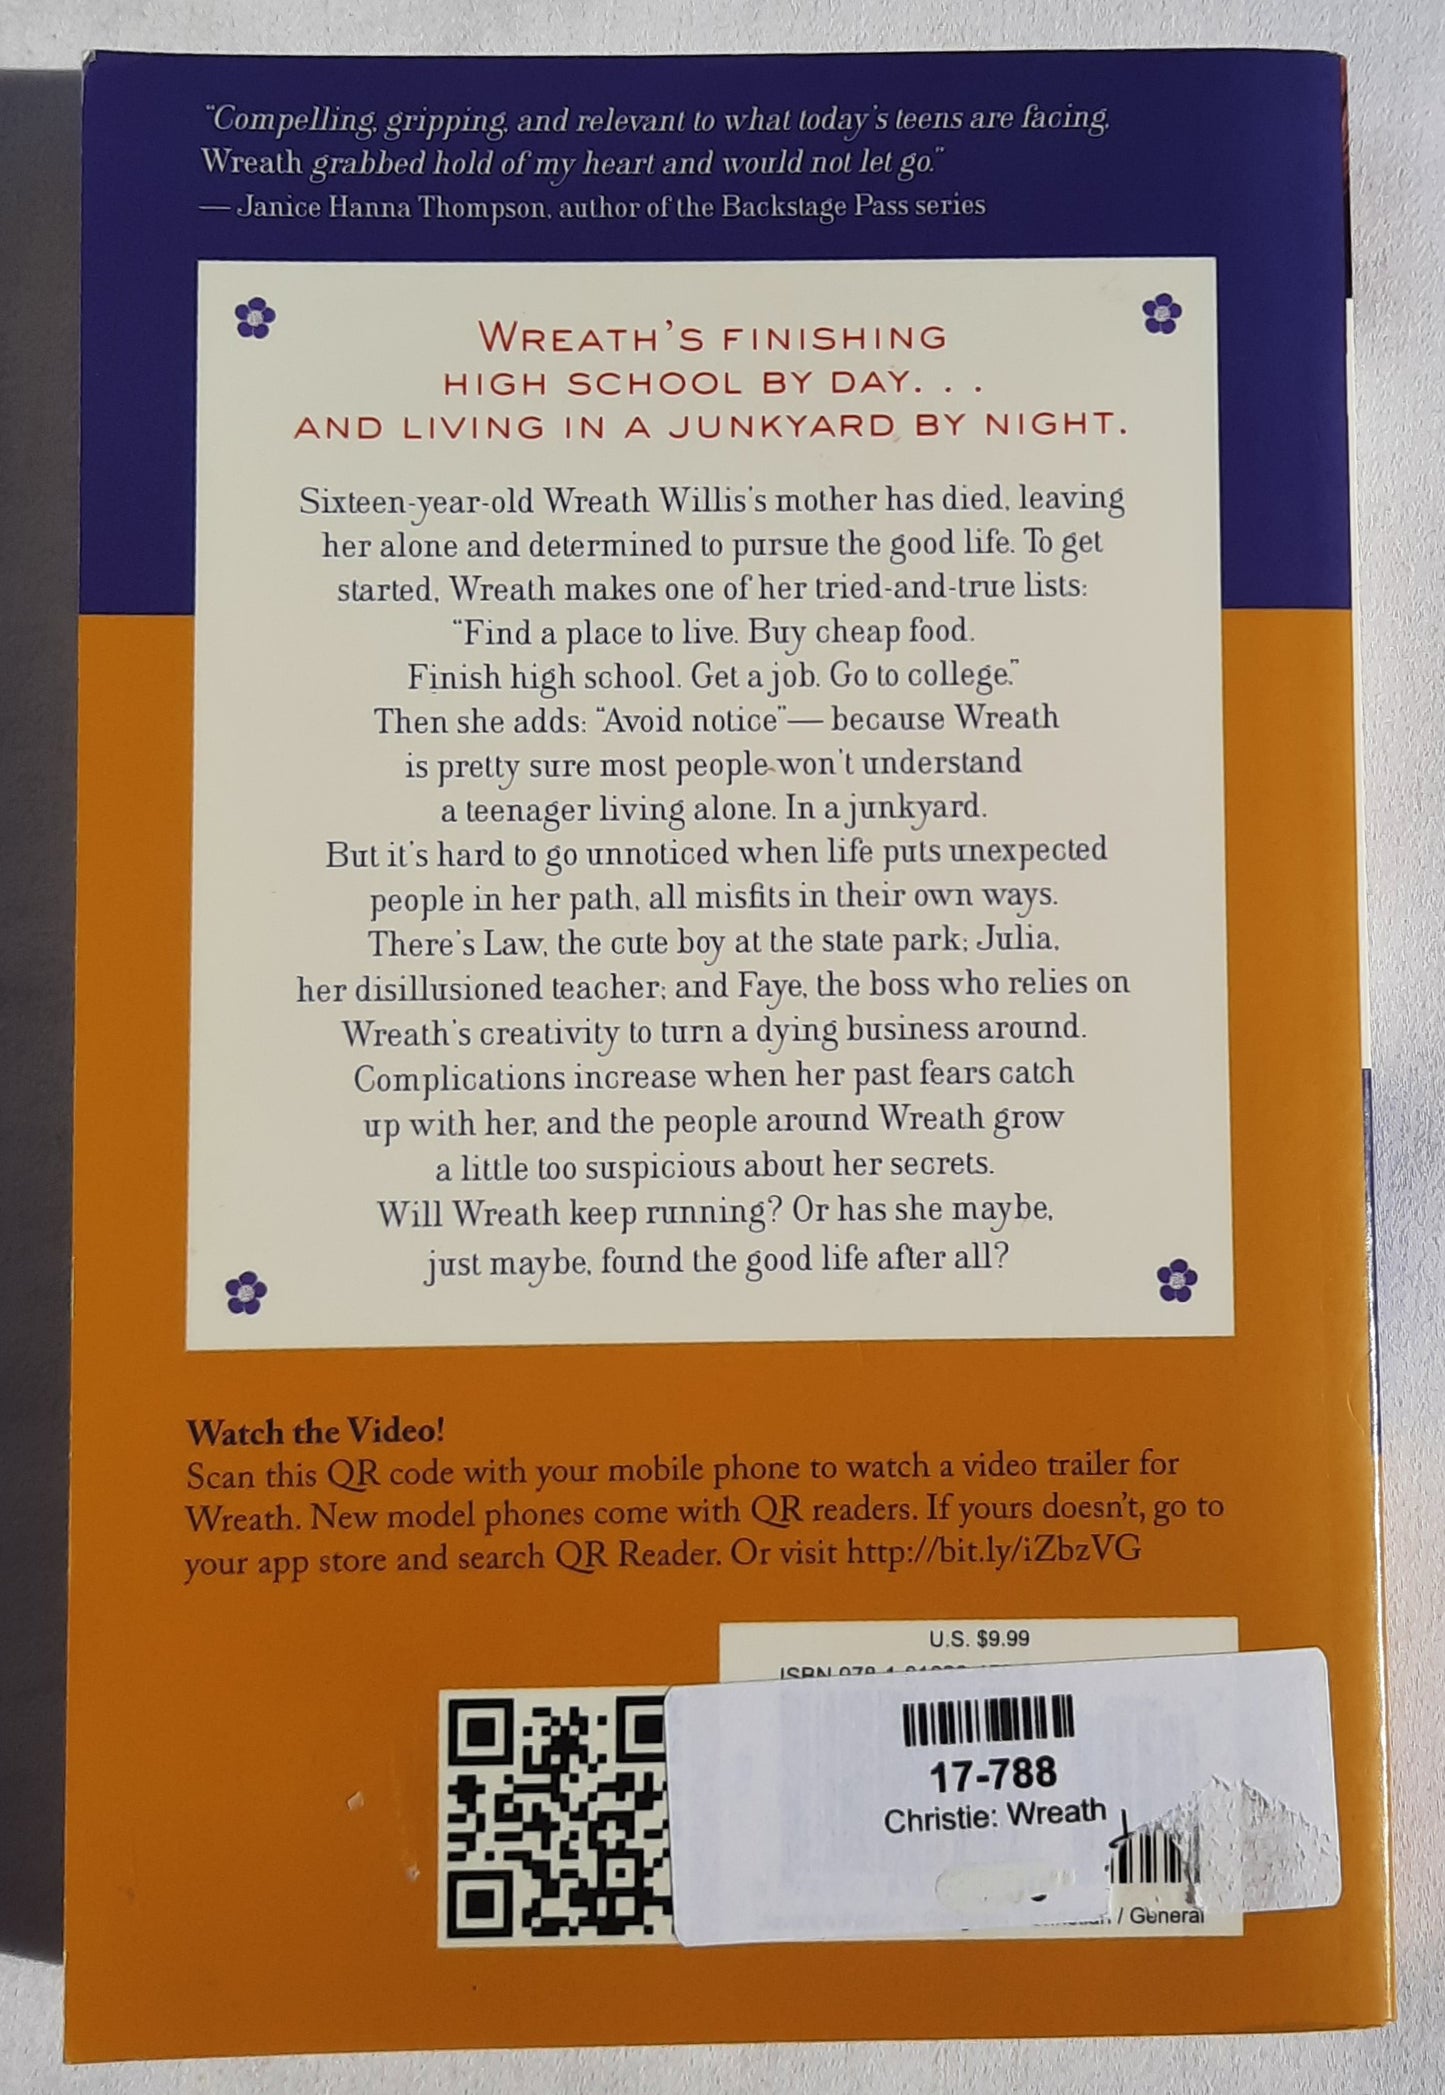 “Compelling, gripping, and relevant to what today’s teens are facing,
Wreath grabbed hold of my heart and would not let go.”
— Janice Hanna Thompson, author of the Backstage Pass series
WREATH’S FINISHING
HIGH SCHOOL BY DAY. . .
AND LIVING IN A JUNKYARD BY NIGHT.
Sixteen-year-old Wreath Willis’s mother has died, leaving
her alone and determined to pursue the good life. To get
started, Wreath makes one of her tried-and-true lists:
“Find a place to live. Buy cheap food.
Finish high school. Get a job. Go to college.”
Then she adds: “Avoid notice”— because Wreath
is pretty sure most people won’t understand
a teenager living alone. In a junkyard.
But it’s hard to go unnoticed when life puts unexpected
people in her path, all misfits in their own ways.
There’s Law, the cute boy at the state park; Julia,
her disillusioned teacher; and Faye, the boss who relies on
Wreath’s creativity to turn a dying business around.
Complications increase when her past fears catch
up with her, and the people around Wreath grow
a little too suspicious about her secrets.
Will Wreath keep running? Or has she maybe,
just maybe, found the good life after all?
Watch the Video!
Scan this QR code with your mobile phone to watch a video trailer for
Wreath. New model phones come with QR readers. If yours doesn’t, go to
your app store and search QR Reader. Or visit http://bit.ly/iZbzVG
U.S. $9.99
ISBN 978-1
17-788
Christie: Wreath
/ General